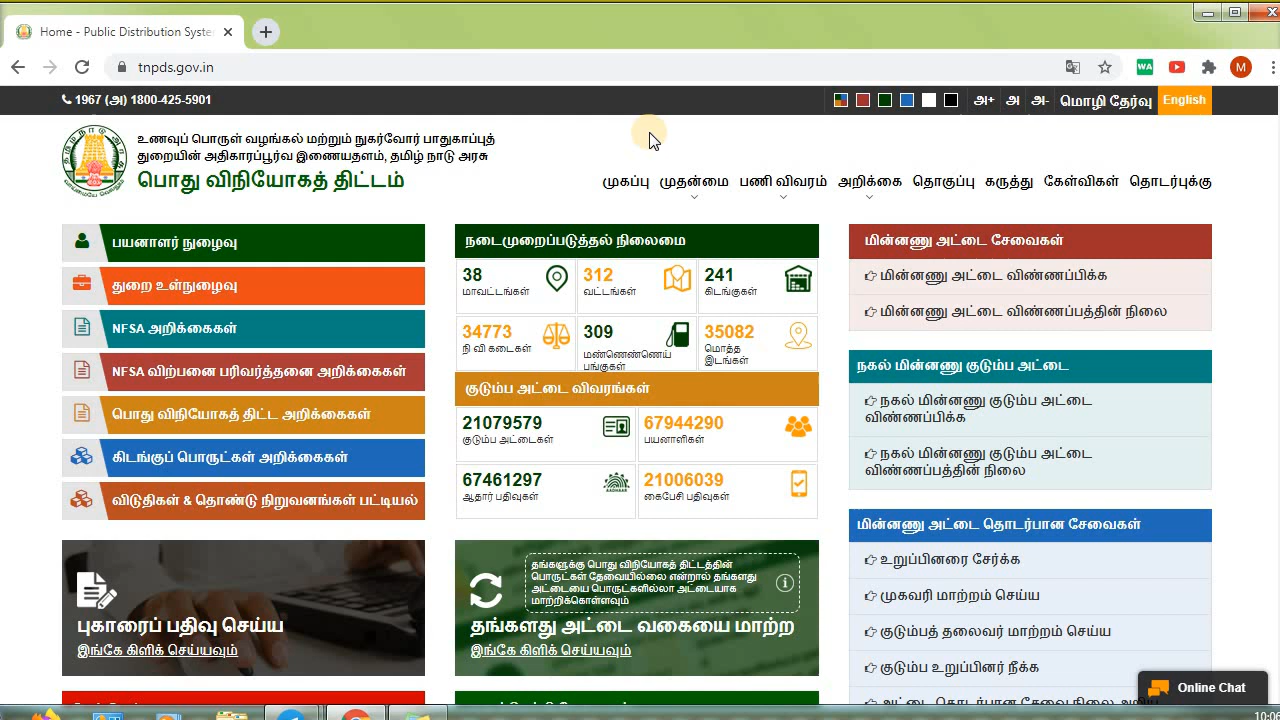 Home - Public Distribution Syste
tnpds.gov.in
WA
M
1967 (அ) 1800-425-5901
அ+ அ அ- மொழி தேர்வு English
உணவுப் பொருள் வழங்கல் மற்றும் நுகர்வோர் பாதுகாப்புத்
துறையின் அதிகாரப்பூர்வ இணையதளம், தமிழ் நாடு அரசு
பொது விநியோகத் திட்டம்
முகப்பு முதன்மை பணி விவரம் அறிக்கை தொகுப்பு கருத்து கேள்விகள் தொடர்புக்கு
பயனாளர் நுழைவு
துறை உள்நுழைவு
NFSA அறிக்கைகள்
NFSA விற்பனை பரிவர்த்தனை அறிக்கைகள்
பொது விநியோகத் திட்ட அறிக்கைகள்
கிடங்குப் பொருட்கள் அறிக்கைகள்
விடுதிகள் & தொண்டு நிறுவனங்கள் பட்டியல்
நடைமுறைப்படுத்தல் நிலைமை
38 312 241
மாவட்டங்கள் வட்டங்கள் கிடங்குகள்
34773 309 35082
நி வி கடைகள் மண்ணெண்ணெய் மொத்த
பங்குகள் இடங்கள்
குடும்ப அட்டை விவரங்கள்
21079579 67944290
குடும்ப அட்டைகள் பயனாளிகள்
67461297 21006039
ஆதார் பதிவுகள் AADHAAR கைபேசி பதிவுகள்
மின்னணு அட்டை சேவைகள்
மின்னணு அட்டை விண்ணப்பிக்க
மின்னணு அட்டை விண்ணப்பத்தின் நிலை
நகல் மின்னணு குடும்ப அட்டை
நகல் மின்னணு குடும்ப அட்டை
விண்ணப்பிக்க
நகல் மின்னணு குடும்ப அட்டை
விண்ணப்பத்தின் நிலை
மின்னணு அட்டை தொடர்பான சேவைகள்
உறுப்பினரை சேர்க்க
முகவரி மாற்றம் செய்ய
குடும்பத் தலைவர் மாற்றம் செய்ய
குடும்ப உறுப்பினர் நீக்க
புகாரைப் பதிவு செய்ய
இங்கே கிளிக் செய்யவும்
தங்களுக்கு பொது விநியோகத் திட்டத்தின்
பொருட்கள் தேவையில்லை என்றால் தங்களது
அட்டையை பொருட்களில்லா அட்டையாக
மாற்றிக்கொள்ளவும்
தங்களது அட்டை வகையை மாற்ற
இங்கே கிளிக் செய்யவும்
Online Chat